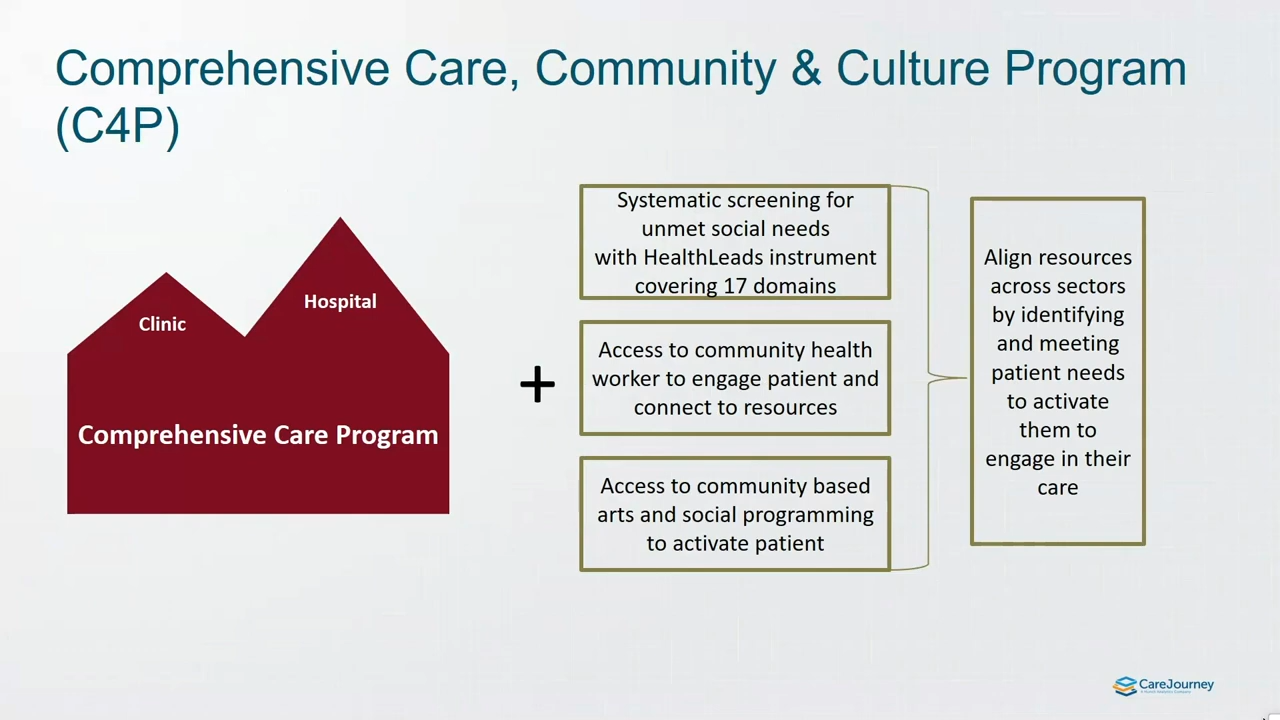 Comprehensive Care, Community & Culture Program
(C4P)
Clinic
Hospital
Comprehensive Care Program
+
Systematic screening for
unmet social needs
with HealthLeads instrument
covering 17 domains
Access to community health
worker to engage patient and
connect to resources
Access to community based
arts and social programming
to activate patient
Align resources
across sectors
by identifying
and meeting
patient needs
to activate
them to
engage in their
care
CareJourney